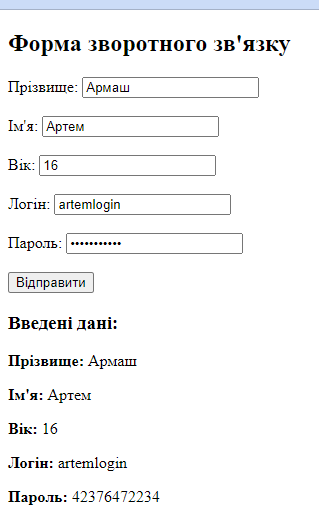 Форма зворотного зв'язку
Прізвище: Армаш
Ім'я: Артем
Вік: 16
Логін: artemlogin
Пароль: •••••••••••
Відправити
Введені дані:
Прізвище: Армаш
Ім'я: Артем
Вік: 16
Логін: artemlogin
Пароль: 42376472234